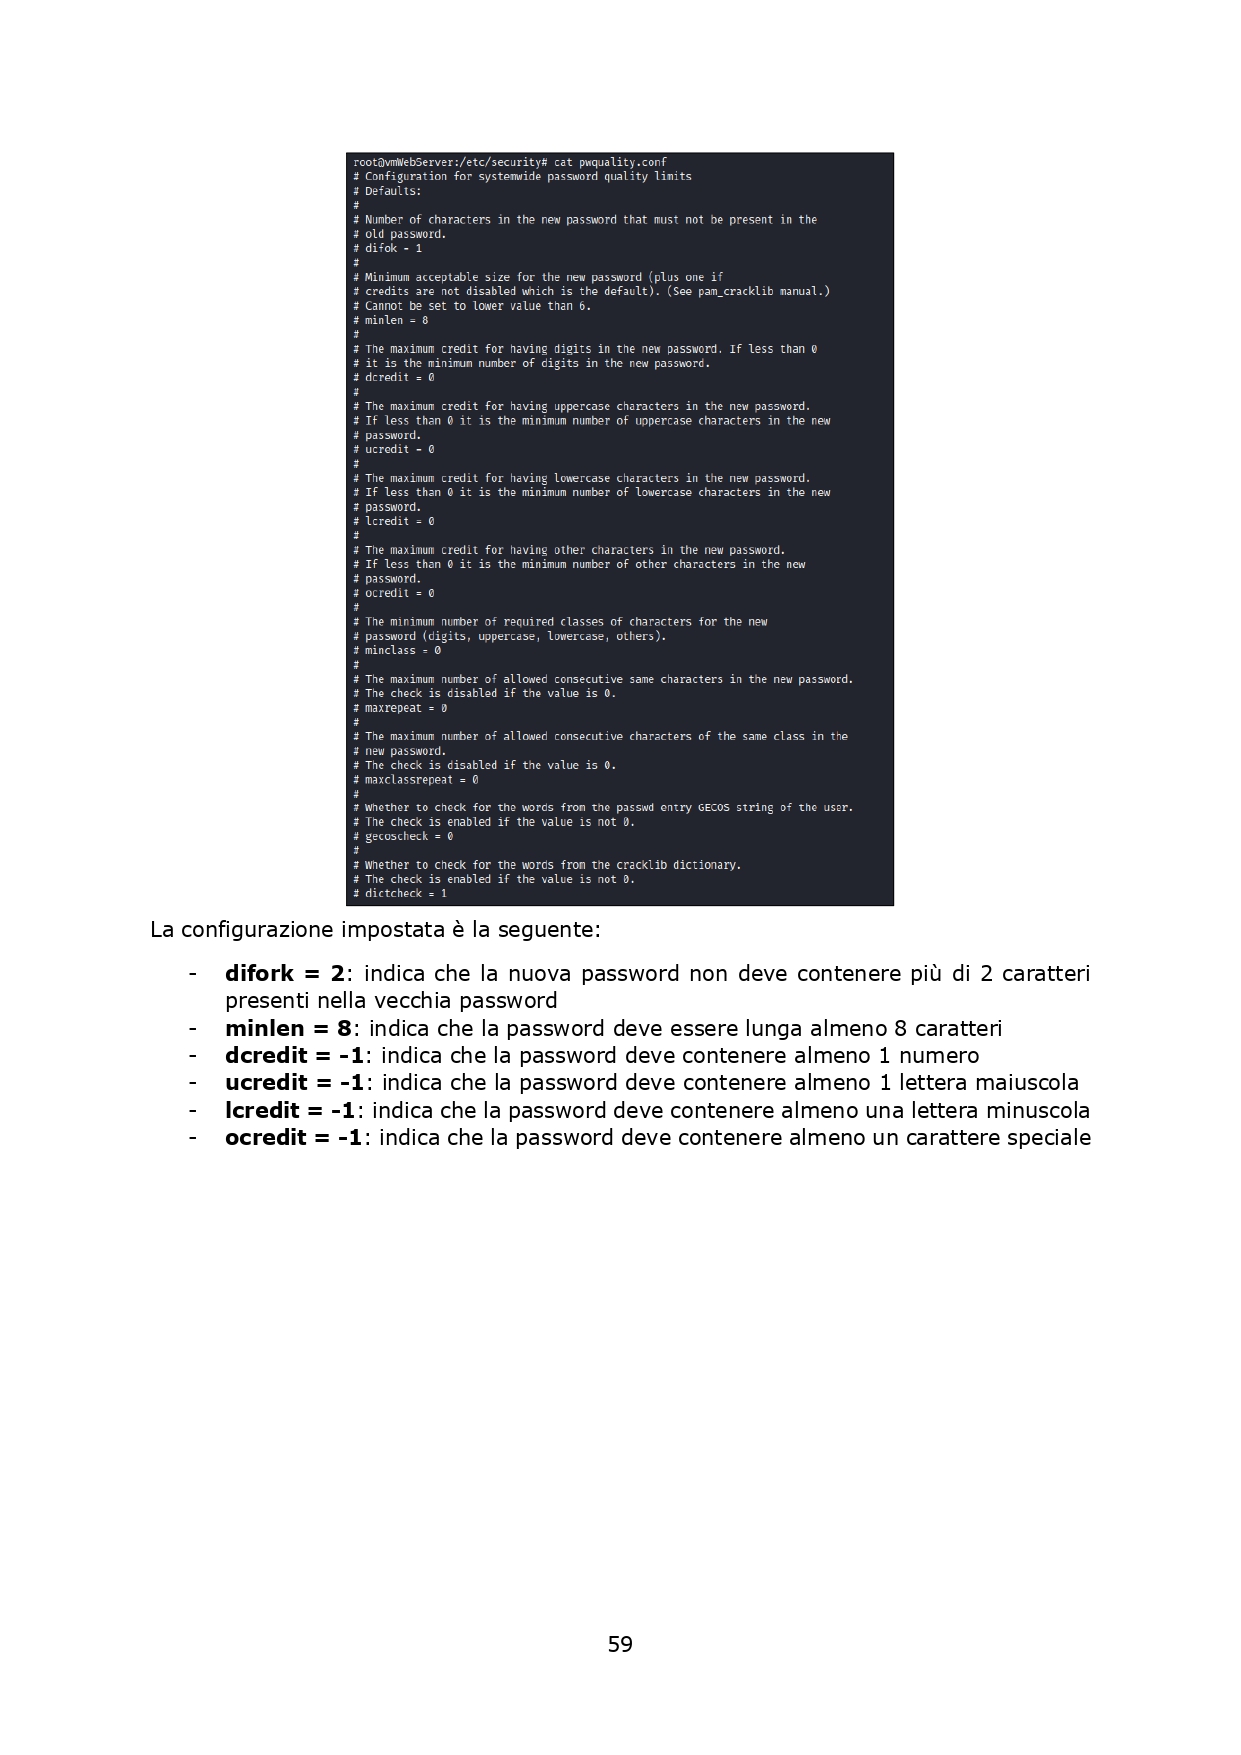 root@vmWebServer:/etc/security# cat pwquality.conf
# Configuration for systemwide password quality limits
# Defaults:
#
# Number of characters in the new password that must not be present in the
# old password.
# difok = 1
#
# Minimum acceptable size for the new password (plus one if
# credits are not disabled which is the default). (See pam_cracklib manual.)
# Cannot be set to lower value than 6.
# minlen = 8
#
# The maximum credit for having digits in the new password. If less than 0
# it is the minimum number of digits in the new password.
# dcredit = 0
#
# The maximum credit for having uppercase characters in the new password.
# If less than 0 it is the minimum number of uppercase characters in the new
# password.
# ucredit = 0
#
# The maximum credit for having lowercase characters in the new password.
# If less than 0 it is the minimum number of lowercase characters in the new
# password.
# lcredit = 0
#
# The maximum credit for having other characters in the new password.
# If less than 0 it is the minimum number of other characters in the new
# password.
# ocredit = 0
#
# The minimum number of required classes of characters for the new
# password (digits, uppercase, lowercase, others).
# minclass = 0
#
# The maximum number of allowed consecutive same characters in the new password.
# The check is disabled if the value is 0.
# maxrepeat = 0
#
# The maximum number of allowed consecutive characters of the same class in the
# new password.
# The check is disabled if the value is 0.
# maxclassrepeat = 0
#
# Whether to check for the words from the passwd entry GECOS string of the user.
# The check is enabled if the value is not 0.
# gecoscheck = 0
#
# Whether to check for the words from the cracklib dictionary.
# The check is enabled if the value is not 0.
# dictcheck = 1
La configurazione impostata è la seguente:
- difork = 2: indica che la nuova password non deve contenere più di 2 caratteri
presenti nella vecchia password
- minlen = 8: indica che la password deve essere lunga almeno 8 caratteri
- dcredit = -1: indica che la password deve contenere almeno 1 numero
- ucredit = -1: indica che la password deve contenere almeno 1 lettera maiuscola
- lcredit = -1: indica che la password deve contenere almeno una lettera minuscola
- ocredit = -1: indica che la password deve contenere almeno un carattere speciale
59